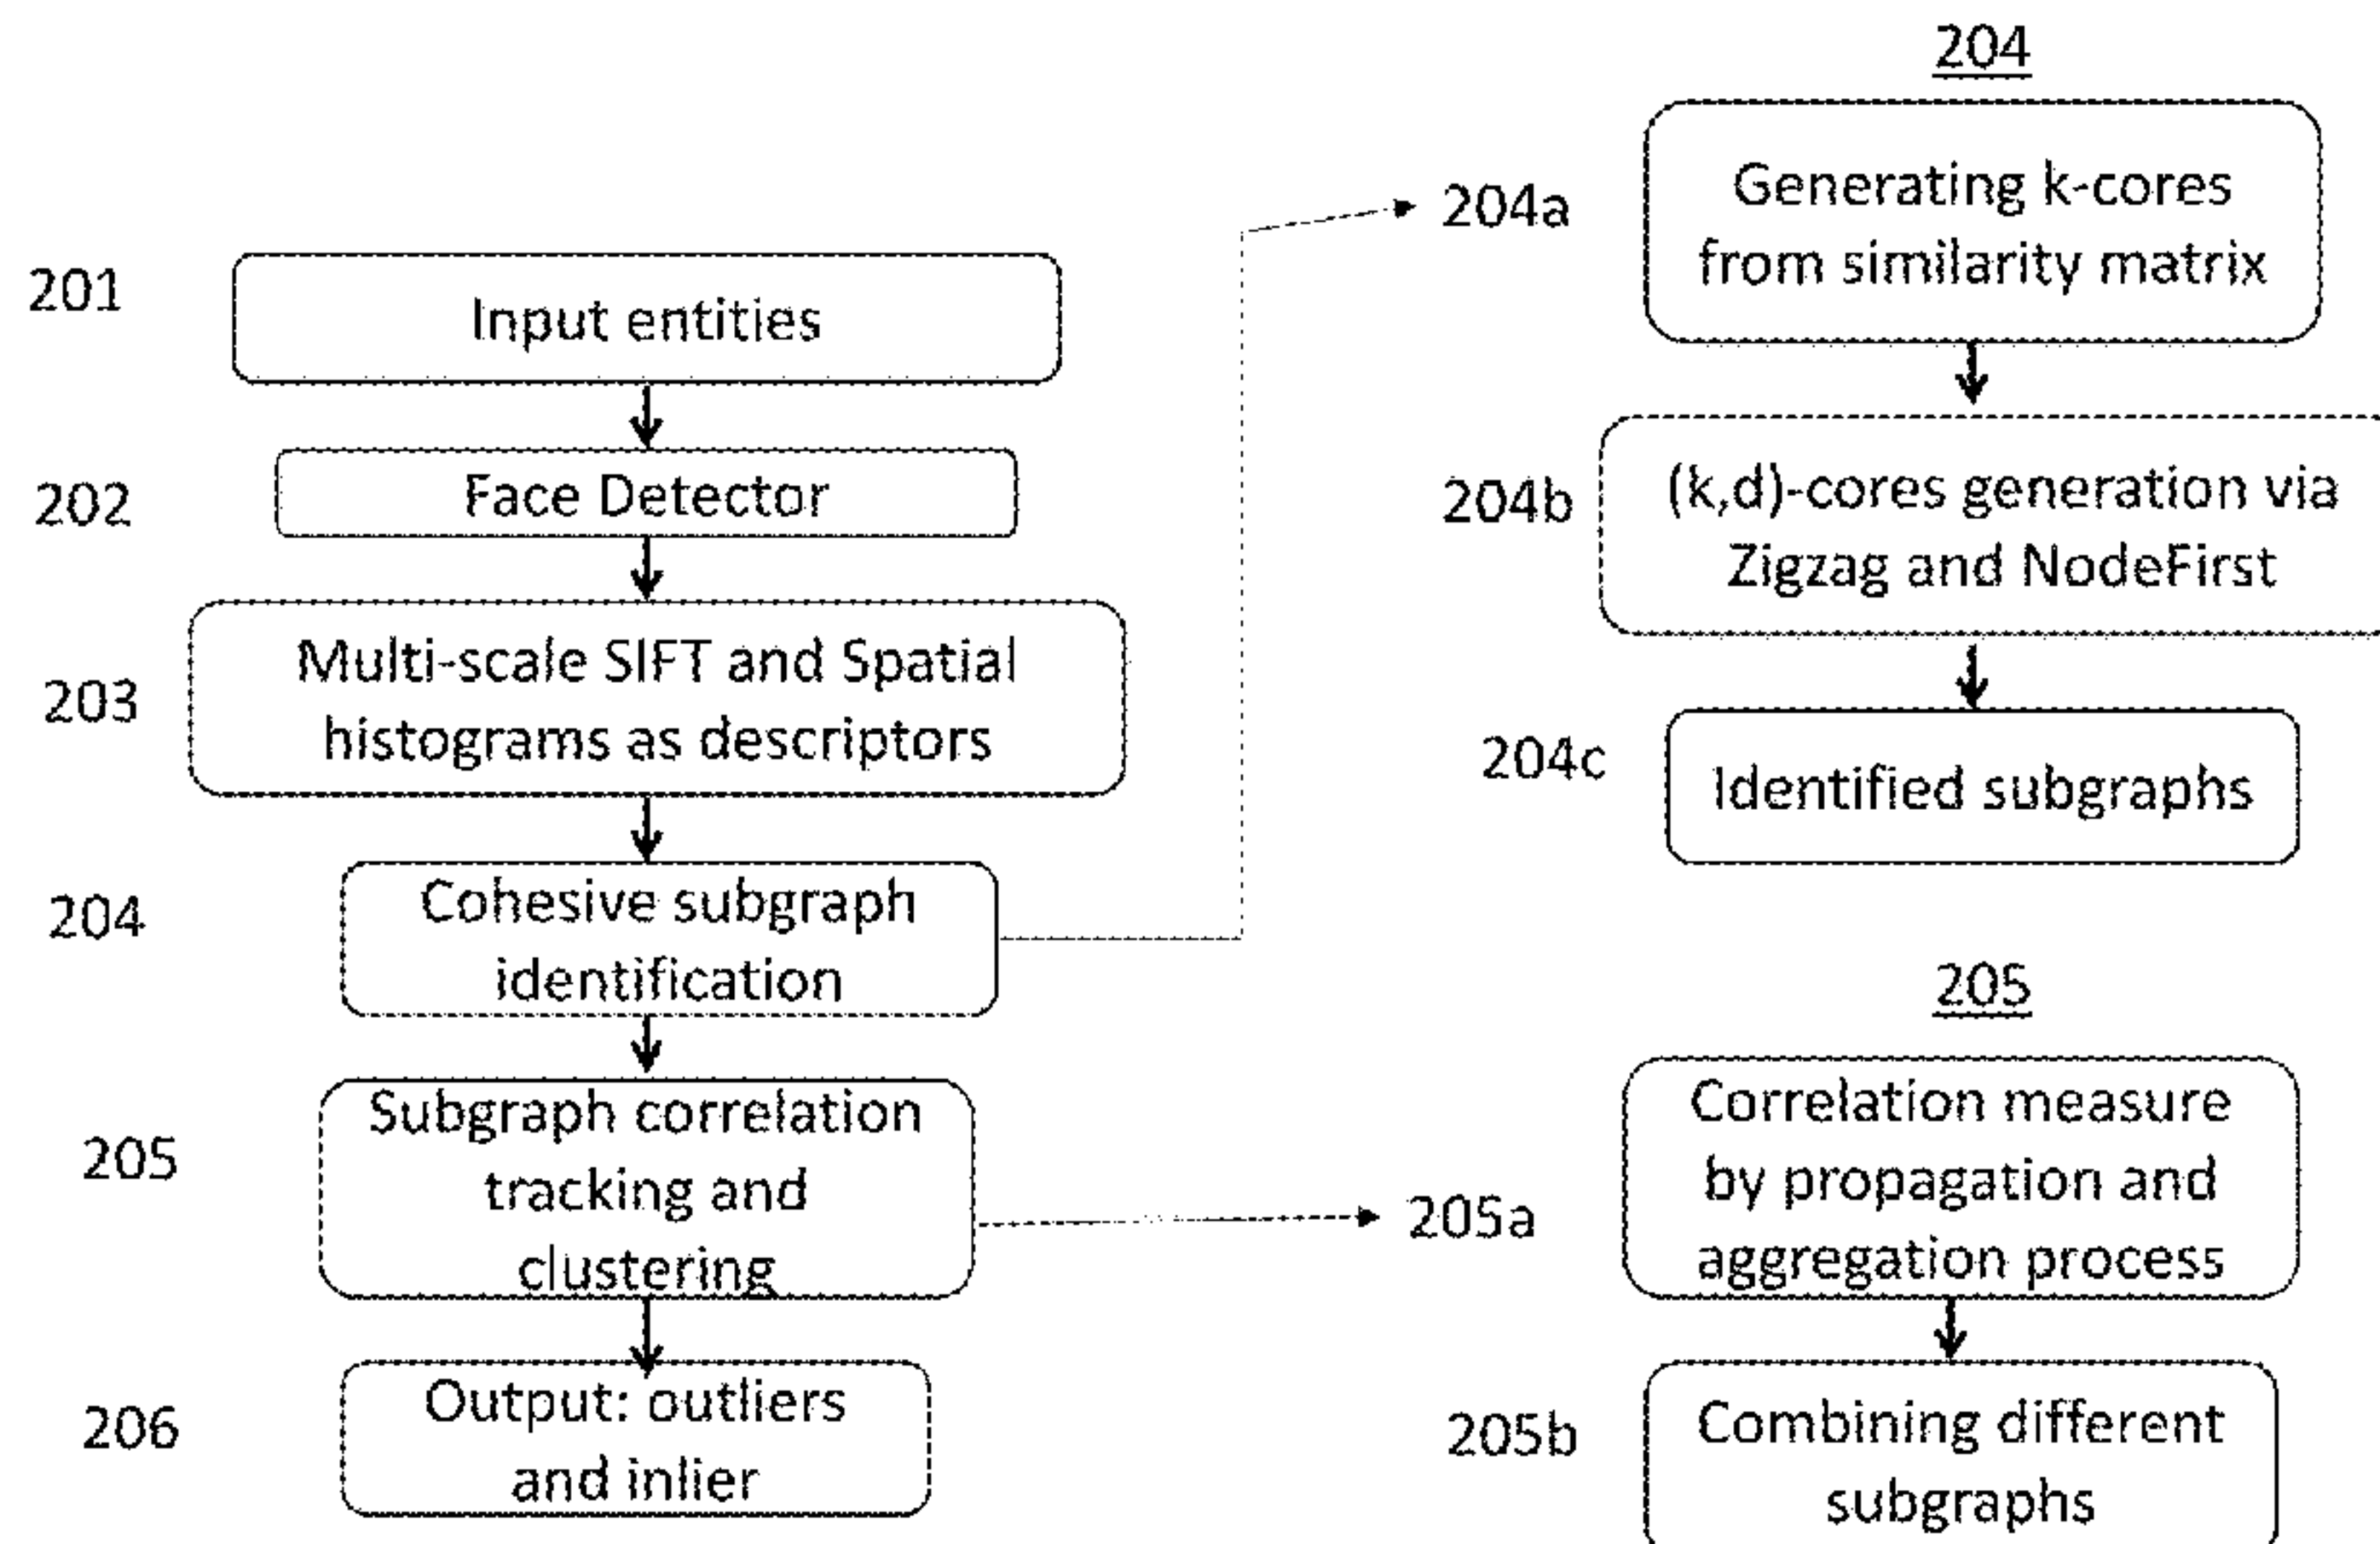 201
Input entities
202
Face Detector
203
Multi-scale SIFT and Spatial
histograms as descriptors
204
Cohesive subgraph
identification
205
Subgraph correlation
tracking and
clustering
206
Output: outliers
and inlier
204
204a
Generating k-cores
from similarity matrix
204b
(k,d)-cores generation via
Zigzag and NodeFirst
204c
Identified subgraphs
205
205a
Correlation measure
by propagation and
aggregation process
205b
Combining different
subgraphs